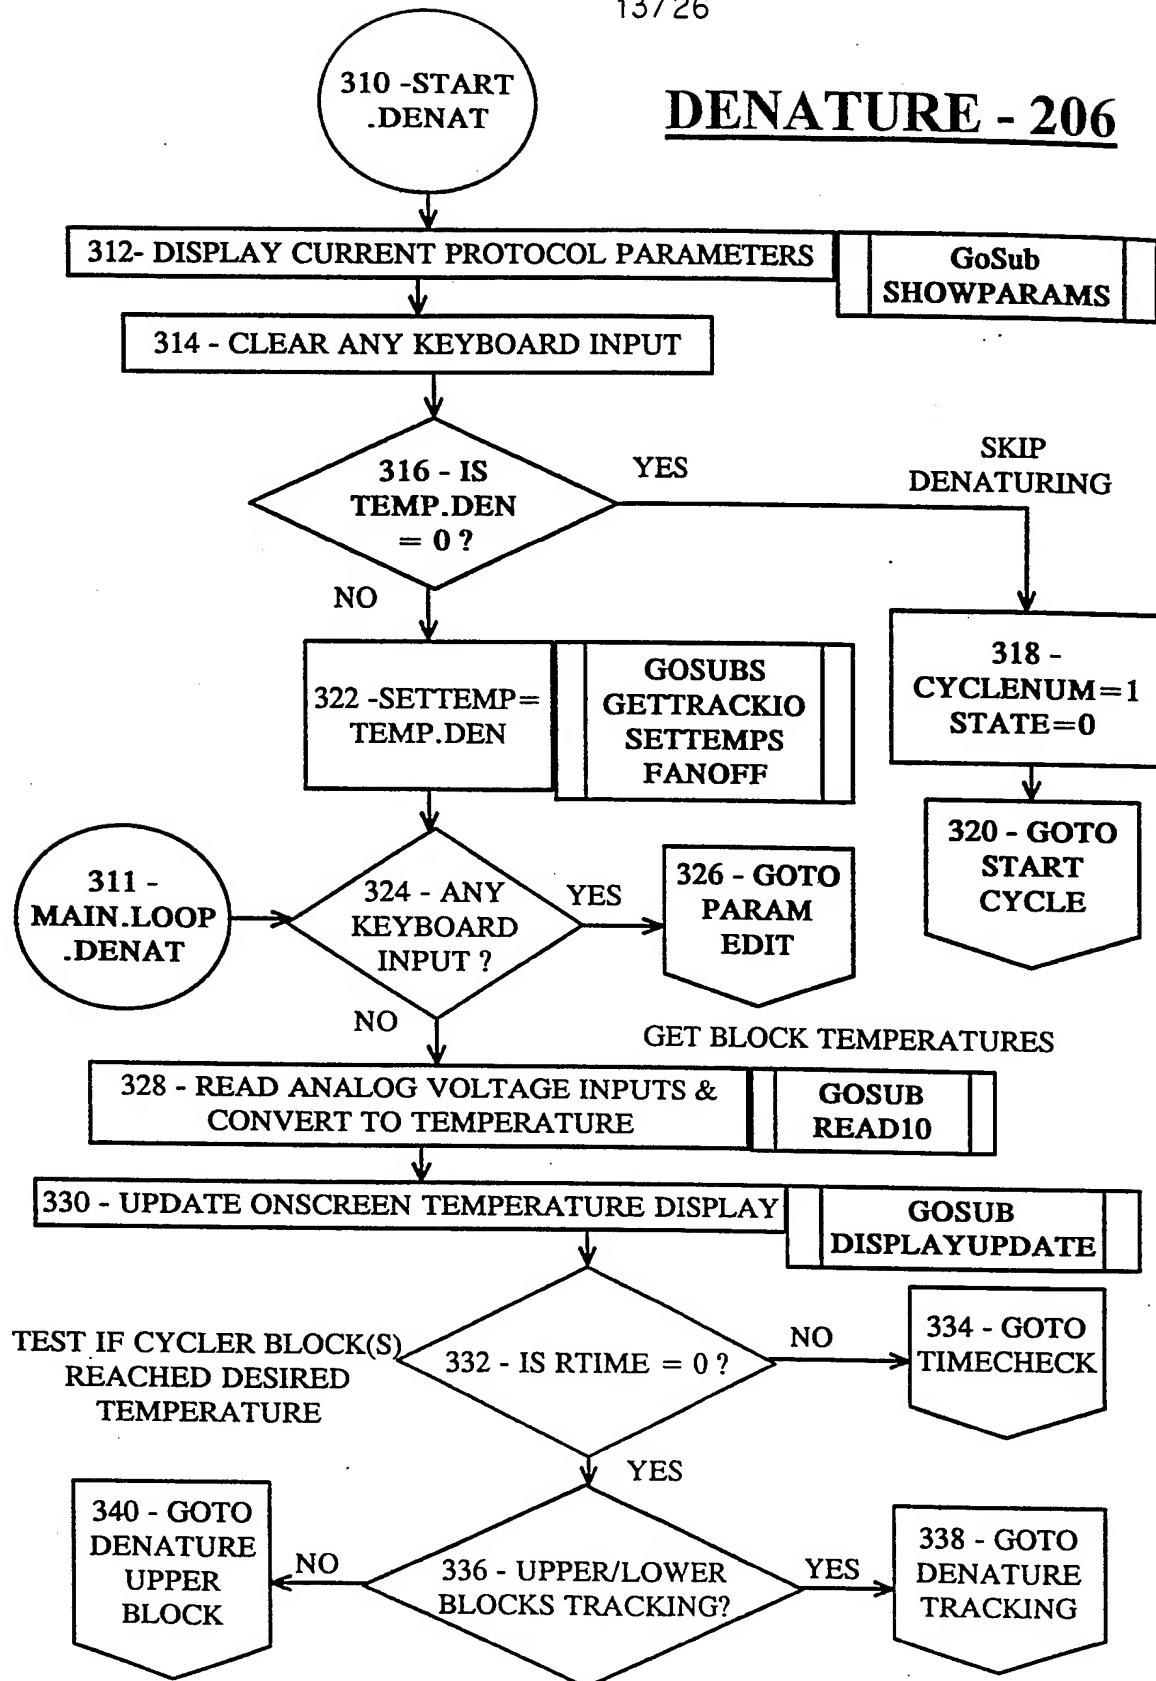 13/26
310 -START
.DENAT
DENATURE - 206
312- DISPLAY CURRENT PROTOCOL PARAMETERS
GoSub
SHOWPARAMS
314 - CLEAR ANY KEYBOARD INPUT
316 - IS
TEMP.DEN
= 0 ?
YES
SKIP
DENATURING
NO
318 -
CYCLENUM=1
STATE=0
322 -SETTEMP=
TEMP.DEN
GOSUBS
GETTRACKIO
SETTEMPS
FANOFF
320 - GOTO
START
CYCLE
311 -
MAIN.LOOP
.DENAT
324 - ANY
KEYBOARD
INPUT ?
YES
326 - GOTO
PARAM
EDIT
NO
GET BLOCK TEMPERATURES
328 - READ ANALOG VOLTAGE INPUTS &
CONVERT TO TEMPERATURE
GOSUB
READ10
330 - UPDATE ONSCREEN TEMPERATURE DISPLAY
GOSUB
DISPLAYUPDATE
TEST IF CYCLER BLOCK(S)
REACHED DESIRED
TEMPERATURE
332 - IS RTIME = 0 ?
NO
334 - GOTO
TIMECHECK
YES
340 - GOTO
DENATURE
UPPER
BLOCK
NO
336 - UPPER/LOWER
BLOCKS TRACKING?
YES
338 - GOTO
DENATURE
TRACKING